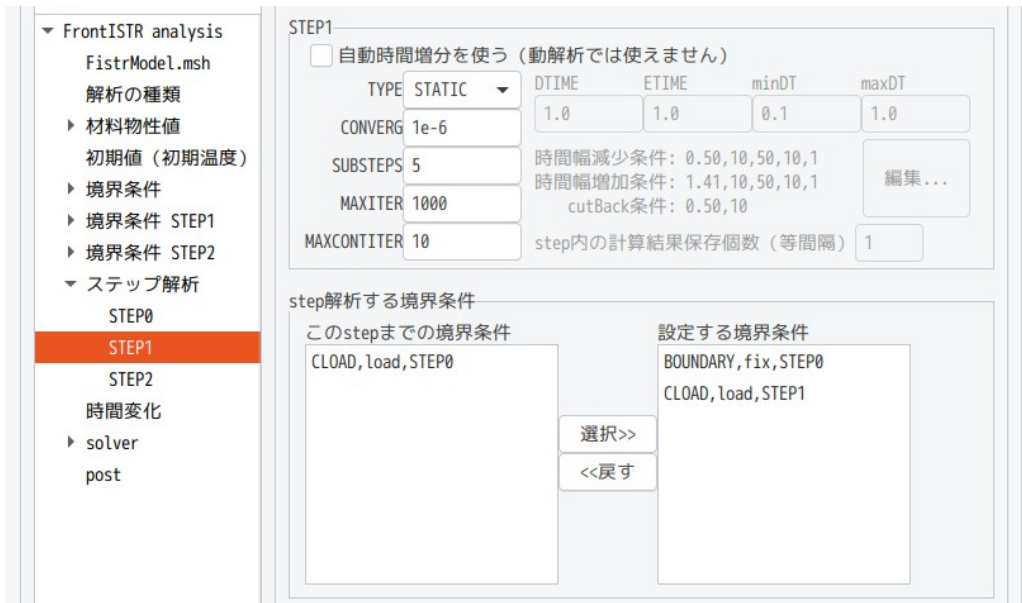 FrontISTR analysis
FistrModel.msh
解析の種類
材料物性値
初期値（初期温度）
境界条件
境界条件 STEP1
境界条件 STEP2
ステップ解析
STEP0
STEP1
STEP2
時間変化
solver
post
STEP1
自動時間増分を使う（動解析では使えません）
TYPE STATIC
DTIME ETIME minDT maxDT
1.0 1.0 0.1 1.0
CONVERG 1e-6
SUBSTEPS 5
MAXITER 1000
MAXCONTITER 10
時間幅減少条件: 0.50,10,50,10,1
時間幅増加条件: 1.41,10,50,10,1
cutBack条件: 0.50,10
編集...
step内の計算結果保存個数（等間隔） 1
step解析する境界条件
このstepまでの境界条件
CLOAD,load,STEP0
選択>>
<<戻す
設定する境界条件
BOUNDARY,fix,STEP0
CLOAD,load,STEP1